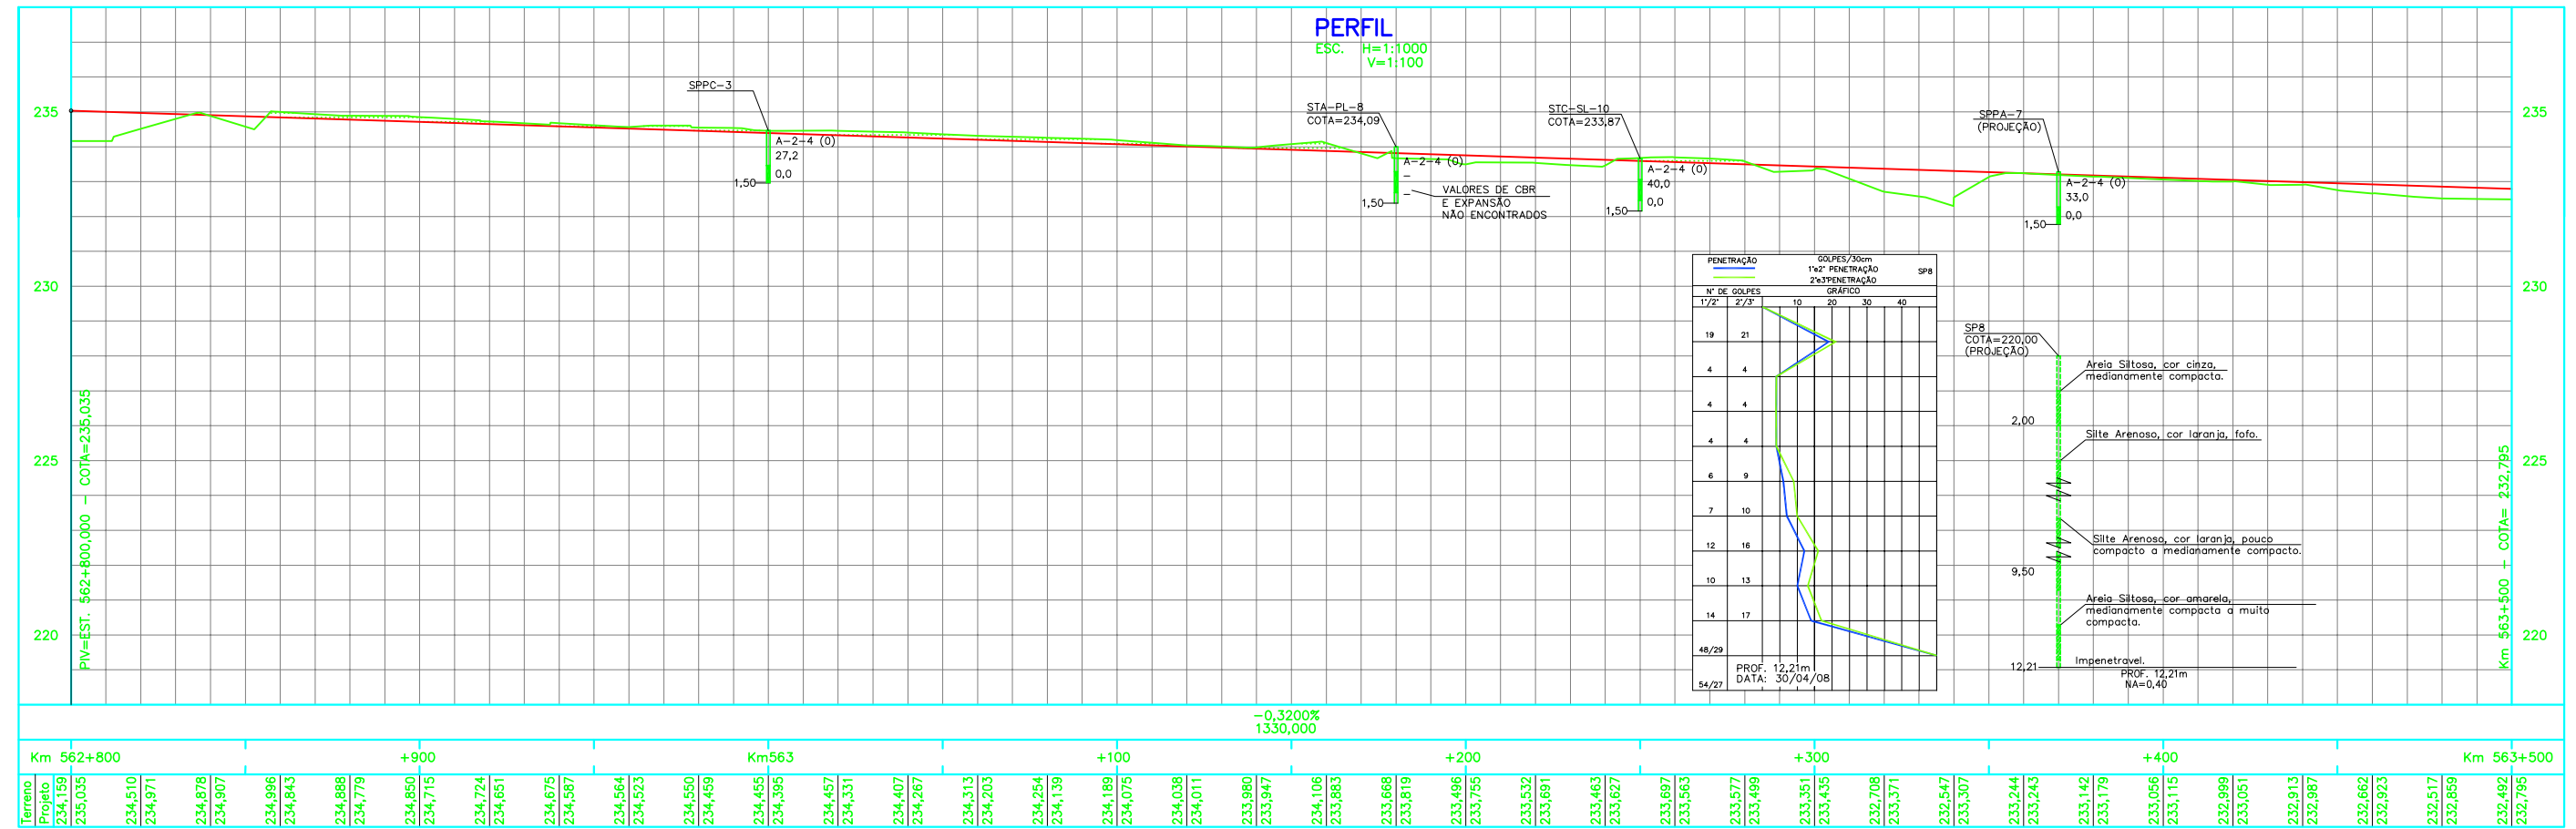 PERFIL
ESC. H=1:1000
V=1:100
SPPC-3
A-2-4 (0)
27,2
0,0
1,50
STA-PL-8
COTA=234,09
A-2-4 (0)
-
-
1,50
VALORES DE CBR
E EXPANSÃO
NÃO ENCONTRADOS
STC-SL-10
COTA=233,87
A-2-4 (0)
40,0
0,0
1,50
SPPA-7
(PROJEÇÃO)
A-2-4 (0)
33,0
0,0
1,50
235
230
225
220
235
230
225
220
PIV=EST. 562+800,000 - COTA=235,035
Km 563+500 - COTA= 232,795
PENETRAÇÃO
GOLPES/30cm
1ªe2ª PENETRAÇÃO
2ªe3ªPENETRAÇÃO
SP8
Nº DE GOLPES
GRÁFICO
1ª/2ª 2ª/3ª 10 20 30 40
19 21
4 4
4 4
4 4
6 9
7 10
12 16
10 13
14 17
48/29
54/27
PROF. 12,21m
DATA: 30/04/08
SP8
COTA=220,00
(PROJEÇÃO)
Areia Siltosa, cor cinza,
medianamente compacta.
2,00
Silte Arenoso, cor laranja, fofo.
Silte Arenoso, cor laranja, pouco
compacto a medianamente compacto.
9,50
Areia Siltosa, cor amarela,
medianamente compacta a muito
compacta.
12,21
Impenetravel.
PROF. 12,21m
NA=0,40
-0,3200%
1330,000
Km 562+800 +900 Km563 +100 +200 +300 +400 Km 563+500
Terreno
Projeto
234,159
235,035
234,510
234,971
234,878
234,907
234,996
234,843
234,888
234,779
234,850
234,715
234,724
234,651
234,675
234,587
234,564
234,523
234,550
234,459
234,455
234,395
234,457
234,331
234,407
234,267
234,313
234,203
234,254
234,139
234,189
234,075
234,038
234,011
233,980
233,947
234,106
233,883
233,668
233,819
233,496
233,755
233,532
233,691
233,463
233,627
233,697
233,563
233,577
233,499
233,351
233,435
232,708
233,371
232,547
233,307
233,244
233,243
233,142
233,179
233,056
233,115
232,999
233,051
232,913
232,987
232,662
232,923
232,517
232,859
232,492
232,795